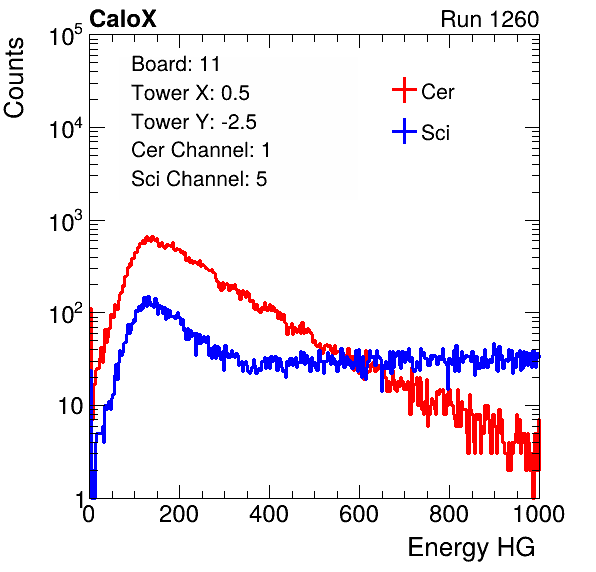 CaloX Run 1260
Counts
10^5
10^4
10^3
10^2
10
1
Board: 11
Tower X: 0.5
Tower Y: -2.5
Cer Channel: 1
Sci Channel: 5
Cer
Sci
0 200 400 600 800 1000
Energy HG